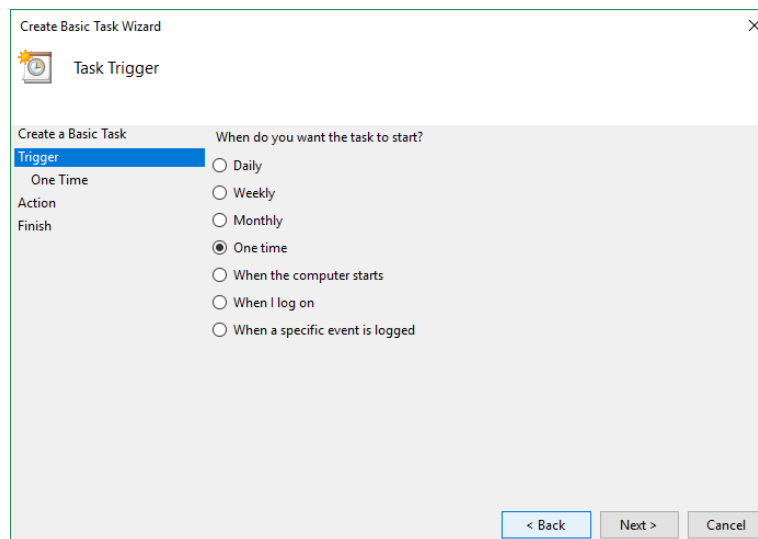 Create Basic Task Wizard
Task Trigger
Create a Basic Task
Trigger
One Time
Action
Finish
When do you want the task to start?
Daily
Weekly
Monthly
One time
When the computer starts
When I log on
When a specific event is logged
< Back
Next >
Cancel